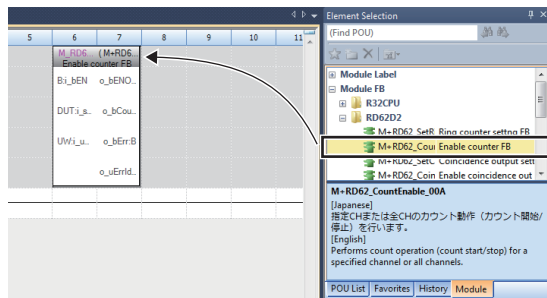 5 6 7 8 9 10 11
M_RD6... (M+RD6...
Enable counter FB
B:i_bEN o_bENO...
DUT:i_s... o_bCou...
UW:i_u... o_bErr:B
o_uErrId...
Element Selection
(Find POU)
Module Label
Module FB
R32CPU
RD62D2
M+RD62_SetR Ring counter settng FB
M+RD62_Coui Enable counter FB
M+RD62_SetC Coincidence output sett
M+RD62_Coin Enable coincidence out
M+RD62_CountEnable_00A
[Japanese]
指定CHまたは全CHのカウント動作（カウント開始/
停止）を行います。
[English]
Performs count operation (count start/stop) for a
specified channel or all channels.
POU List Favorites History Module